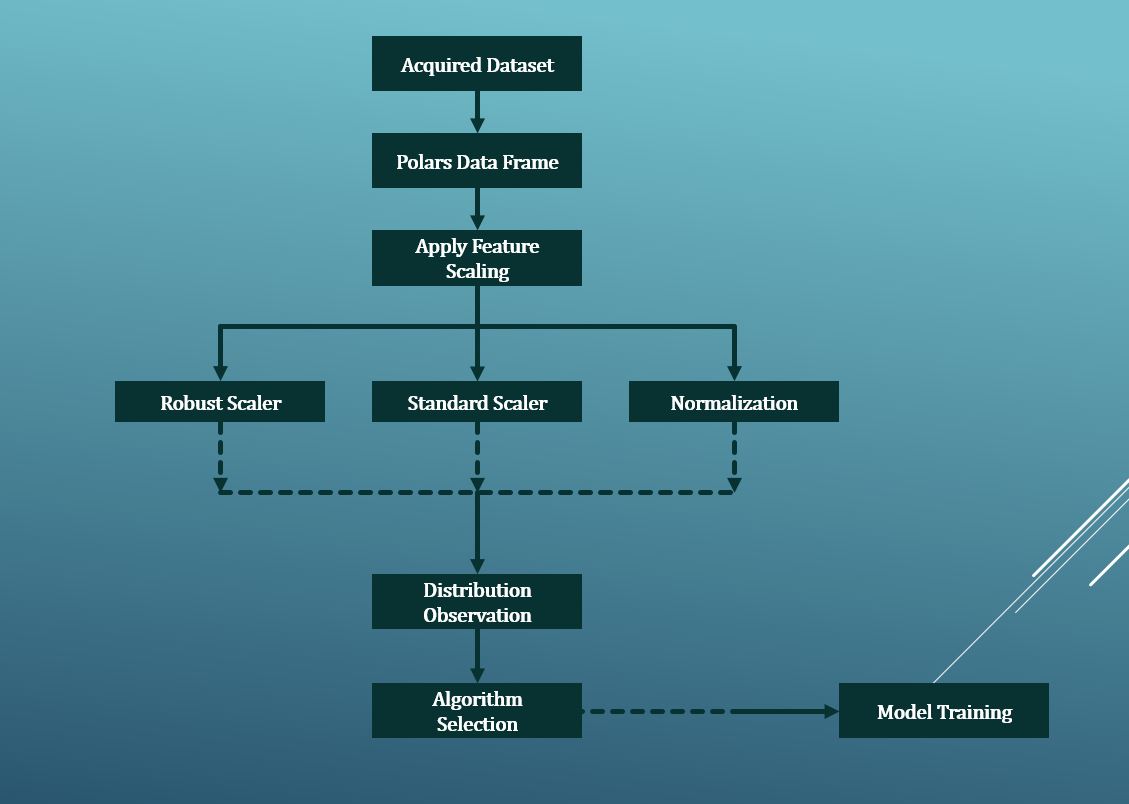 Acquired Dataset
Polars Data Frame
Apply Feature
Scaling
Robust Scaler
Standard Scaler
Normalization
Distribution
Observation
Algorithm
Selection
Model Training